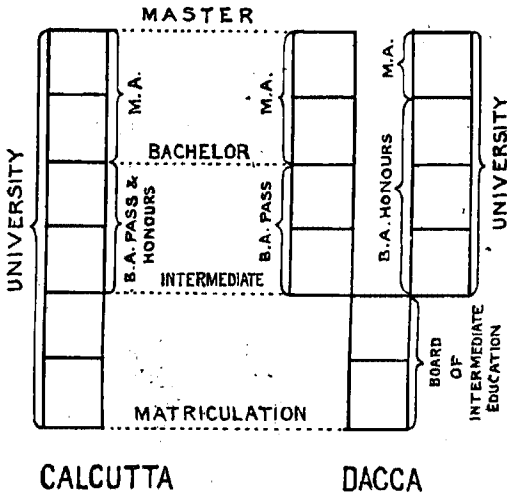 MASTER
UNIVERSITY
M.A.
B.A. PASS &
HONOURS
BACHELOR
INTERMEDIATE
MATRICULATION
M.A.
B.A. PASS
M.A.
B.A. HONOURS
UNIVERSITY
BOARD
OF
INTERMEDIATE
EDUCATION
CALCUTTA
DACCA